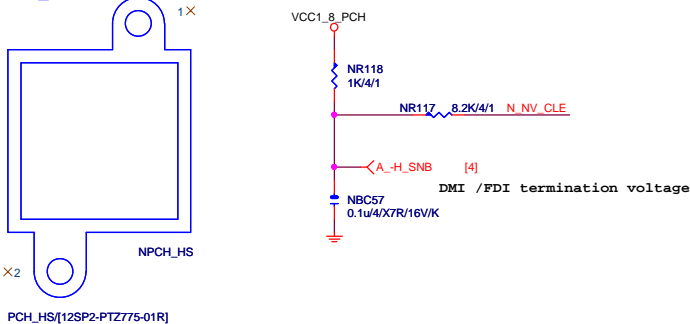 1
VCC1_8_PCH
NR118
1K/4/1
NR117 8.2K/4/1 N_NV_CLE
A_-H_SNB [4]
DMI /FDI termination voltage
NBC57
0.1u/4/X7R/16V/K
NPCH_HS
2
PCH_HS/[12SP2-PTZ775-01R]